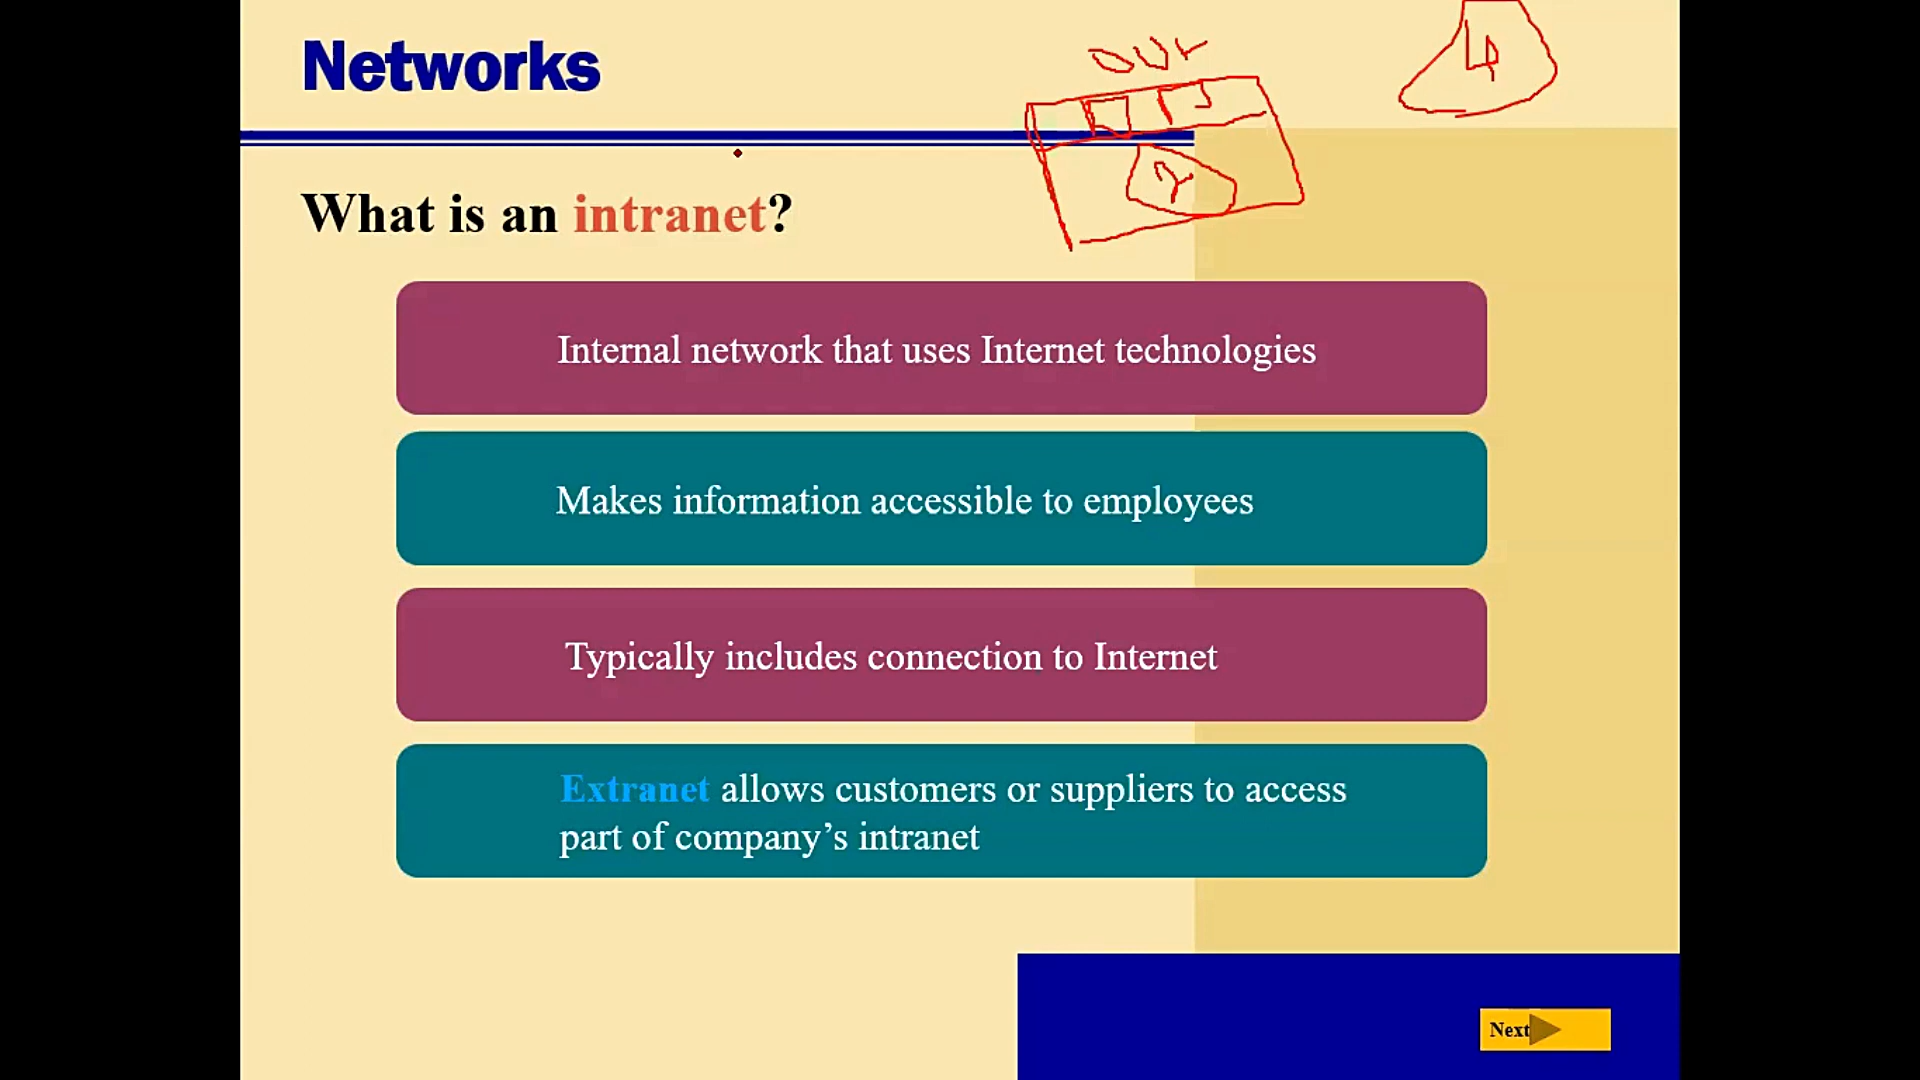 Networks
What is an intranet?
Internal network that uses Internet technologies
Makes information accessible to employees
Typically includes connection to Internet
Extranet allows customers or suppliers to access
part of company’s intranet
Next